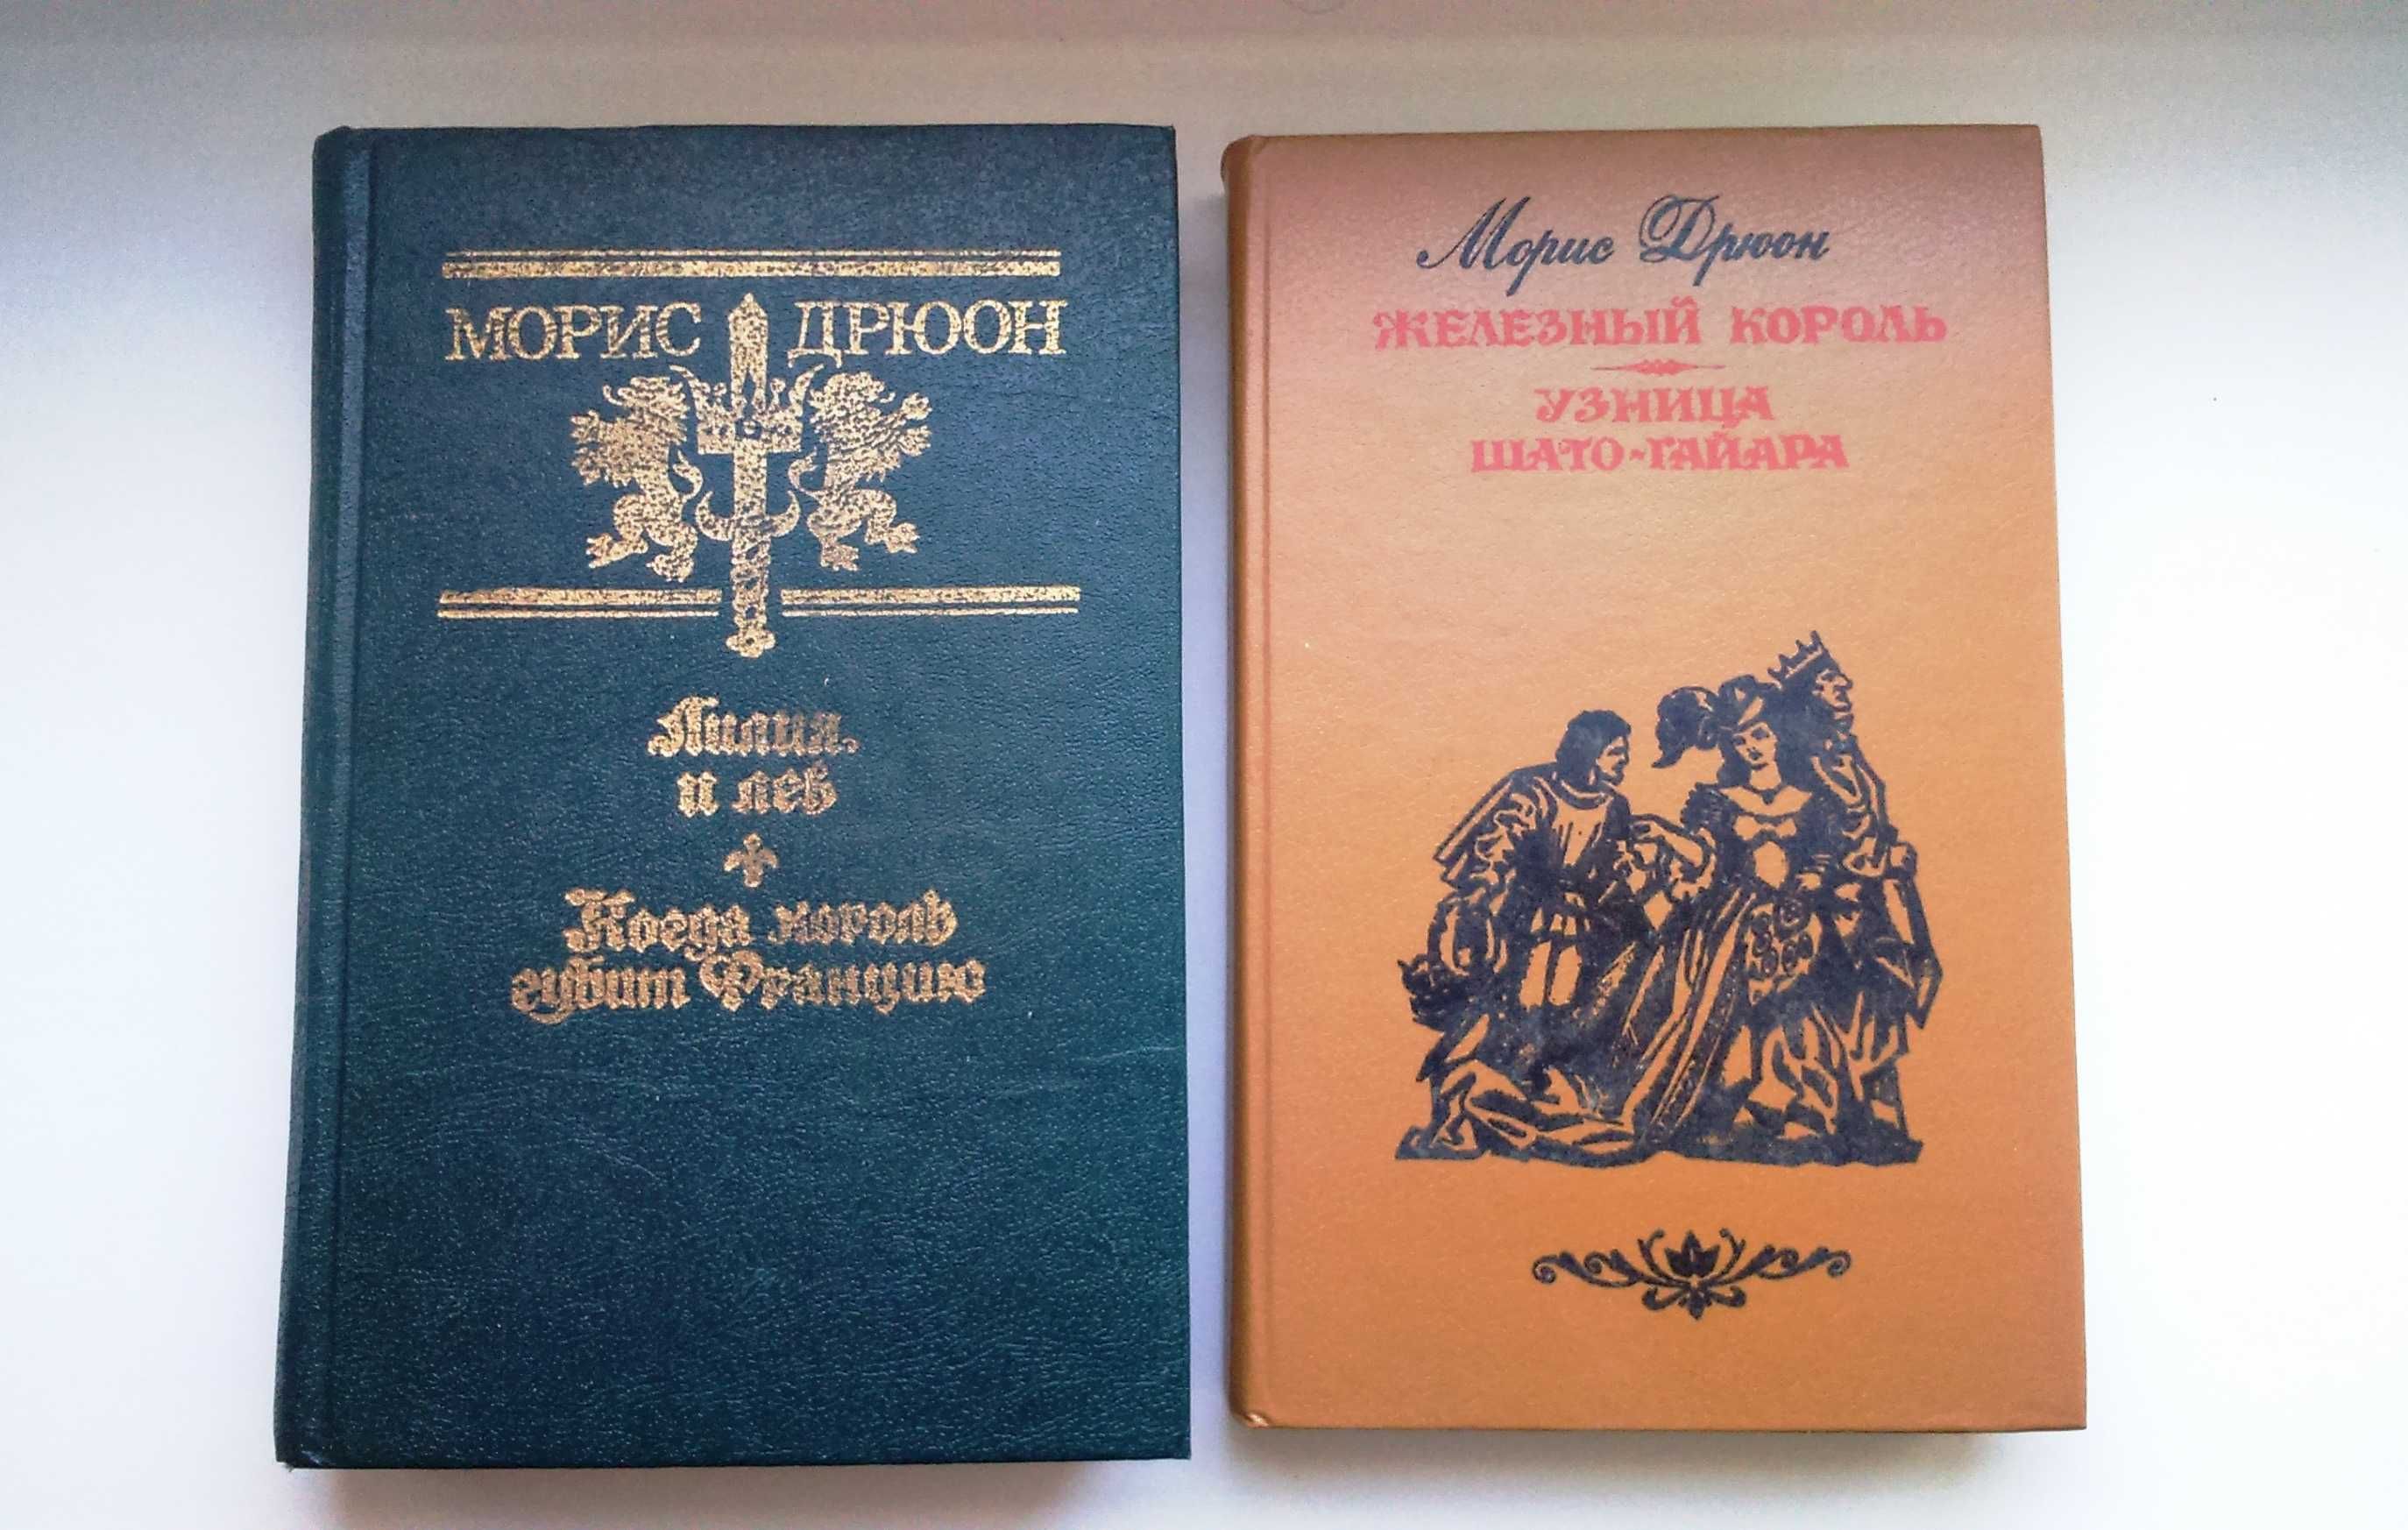 МОРИС ДРЮОН
Лилия
и лев
Когда король
губит Францию
Морис Дрюон
ЖЕЛЕЗНЫЙ КОРОЛЬ
УЗНИЦА
ШАТО-ГАЙАРА